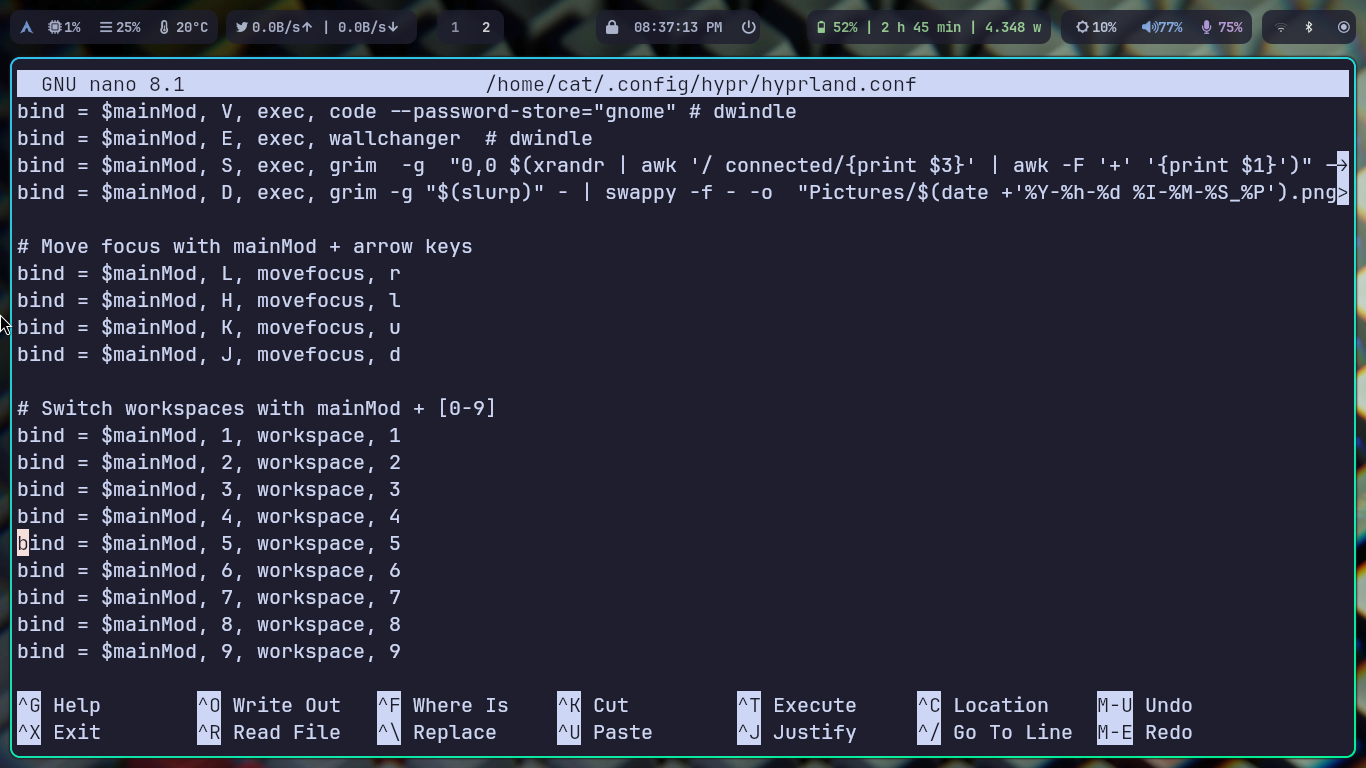 1% 25% 20°C 0.0B/s↑ | 0.0B/s↓ 1 2 08:37:13 PM 52% | 2 h 45 min | 4.348 w 10% 77% 75%
GNU nano 8.1 /home/cat/.config/hypr/hyprland.conf
bind = $mainMod, V, exec, code --password-store="gnome" # dwindle
bind = $mainMod, E, exec, wallchanger  # dwindle
bind = $mainMod, S, exec, grim  -g  "0,0 $(xrandr | awk '/ connected/{print $3}' | awk -F '+' '{print $1}')" -->
bind = $mainMod, D, exec, grim -g "$(slurp)" - | swappy -f - -o  "Pictures/$(date +'%Y-%h-%d %I-%M-%S_%P').png>
# Move focus with mainMod + arrow keys
bind = $mainMod, L, movefocus, r
bind = $mainMod, H, movefocus, l
bind = $mainMod, K, movefocus, u
bind = $mainMod, J, movefocus, d
# Switch workspaces with mainMod + [0-9]
bind = $mainMod, 1, workspace, 1
bind = $mainMod, 2, workspace, 2
bind = $mainMod, 3, workspace, 3
bind = $mainMod, 4, workspace, 4
bind = $mainMod, 5, workspace, 5
bind = $mainMod, 6, workspace, 6
bind = $mainMod, 7, workspace, 7
bind = $mainMod, 8, workspace, 8
bind = $mainMod, 9, workspace, 9
^G Help ^O Write Out ^F Where Is ^K Cut ^T Execute ^C Location M-U Undo
^X Exit ^R Read File ^\ Replace ^U Paste ^J Justify ^/ Go To Line M-E Redo